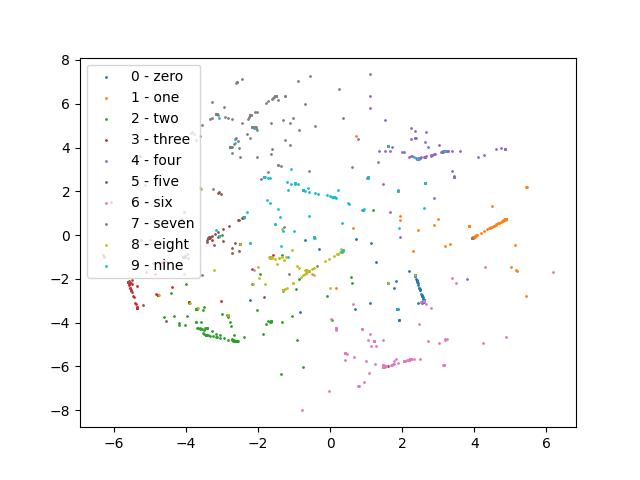 8
6
4
2
0
−2
−4
−6
−8
−6
−4
−2
0
2
4
6
0 - zero
1 - one
2 - two
3 - three
4 - four
5 - five
6 - six
7 - seven
8 - eight
9 - nine